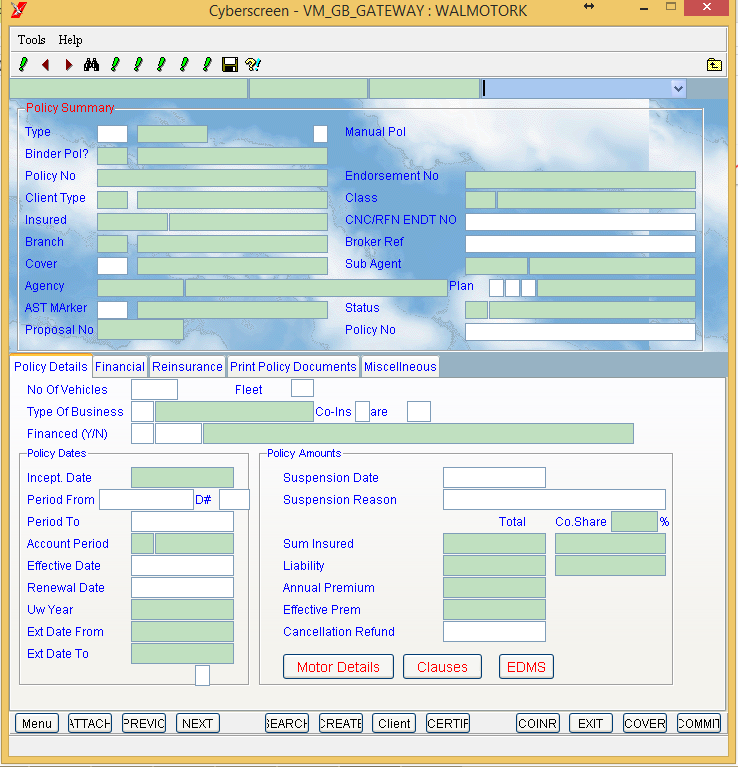 Cyberscreen - VM_GB_GATEWAY : WALMOTORK
Tools Help
Policy Summary
Type Manual Pol
Binder Pol?
Policy No Endorsement No
Client Type Class
Insured CNC/RFN ENDT NO
Branch Broker Ref
Cover Sub Agent
Agency Plan
AST MArker Status
Proposal No Policy No
Policy Details Financial Reinsurance Print Policy Documents Miscellneous
No Of Vehicles Fleet
Type Of Business Co-Ins are
Financed (Y/N)
Policy Dates Policy Amounts
Incept. Date Suspension Date
Period From D# Suspension Reason
Period To Total Co.Share %
Account Period Sum Insured
Effective Date Liability
Renewal Date Annual Premium
Uw Year Effective Prem
Ext Date From Cancellation Refund
Ext Date To
Motor Details Clauses EDMS
Menu ATTACH PREVIC NEXT SEARCH CREATE Client CERTIF COINR EXIT COVER COMMIT